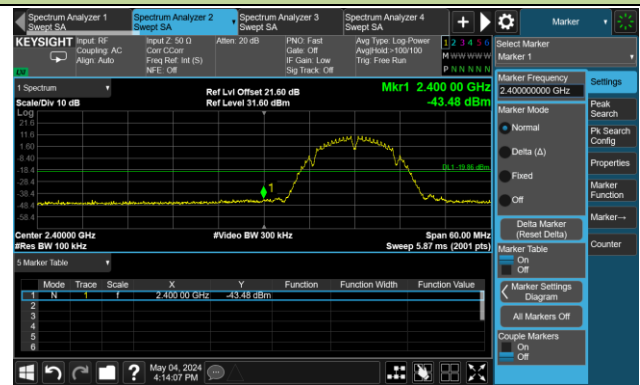 Spectrum Analyzer 1
Swept SA
Spectrum Analyzer 2
Swept SA
Spectrum Analyzer 3
Swept SA
Spectrum Analyzer 4
Swept SA
Marker
KEYSIGHT
Input: RF
Coupling: AC
Align: Auto
Input Z: 50 Ω
Corr CCorr
Freq Ref: Int (S)
NFE: Off
Atten: 20 dB
PNO: Fast
Gate: Off
IF Gain: Low
Sig Track: Off
Avg Type: Log-Power
Avg|Hold:>100/100
Trig: Free Run
1 2 3 4 5 6
M W W W W W
P N N N N N
Select Marker
Marker 1
1 Spectrum
Scale/Div 10 dB
Log
Ref Lvl Offset 21.60 dB
Ref Level 31.60 dBm
Mkr1 2.400 00 GHz
-43.48 dBm
21.6
11.6
1.60
-8.40
-18.4
-28.4
-38.4
-48.4
-58.4
DL1 -19.86 dBm
1
Center 2.40000 GHz
#Res BW 100 kHz
#Video BW 300 kHz
Span 60.00 MHz
Sweep 5.87 ms (2001 pts)
5 Marker Table
Mode Trace Scale X Y Function Function Width Function Value
1 N 1 f 2.400 00 GHz -43.48 dBm
2
3
4
5
6
Marker Frequency
2.400000000 GHz
Marker Mode
Normal
Delta (Δ)
Fixed
Off
Delta Marker
(Reset Delta)
Marker Table
On
Off
Marker Settings
Diagram
All Markers Off
Couple Markers
On
Off
Settings
Peak
Search
Pk Search
Config
Properties
Marker
Function
Marker→
Counter
May 04, 2024
4:14:07 PM